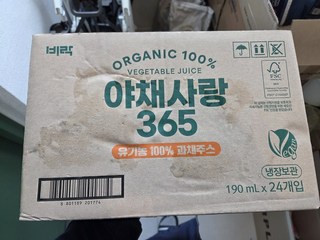 비락
ORGANIC 100%
VEGETABLE JUICE
야채사랑
365
유기농 100% 과채주스
FSC
냉장보관
190 mL x 24개입